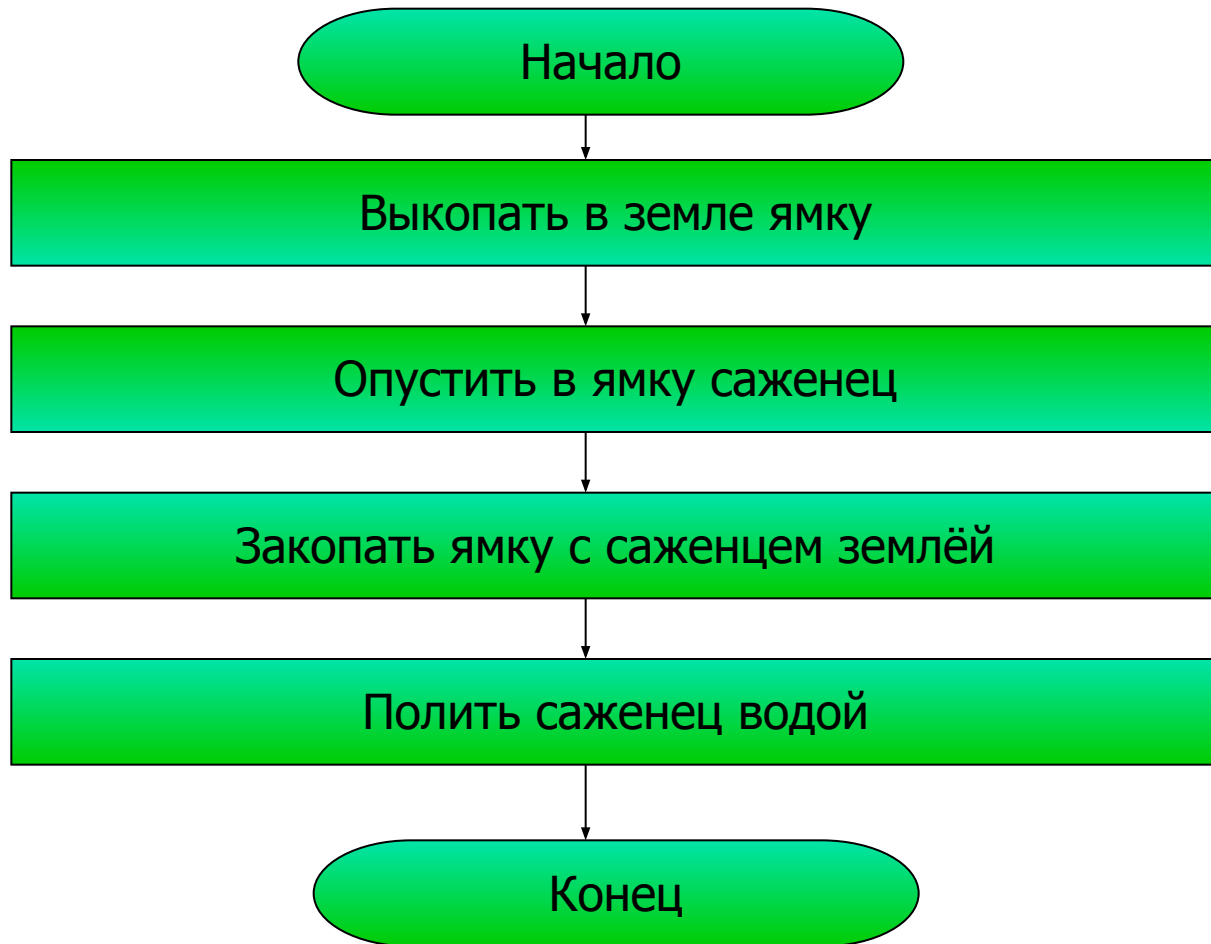 Начало
Выкопать в земле ямку
Опустить в ямку саженец
Закопать ямку с саженцем землёй
Полить саженец водой
Конец